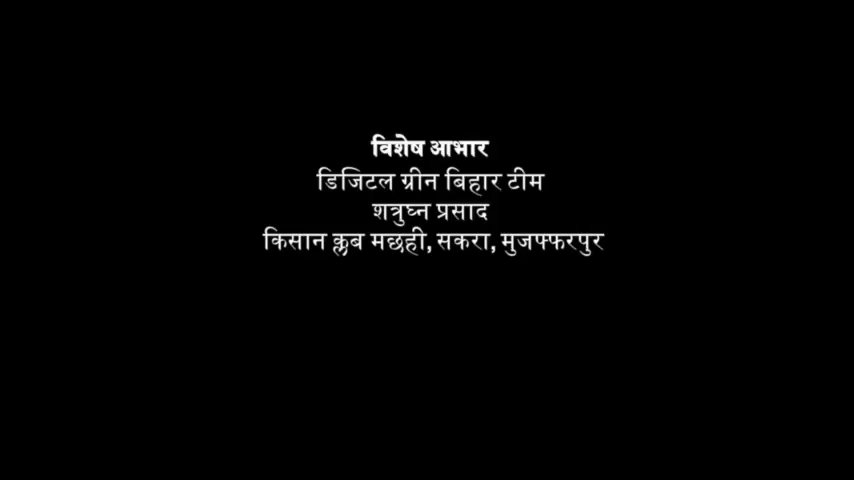 विशेष आभार
डिजिटल ग्रीन बिहार टीम
शत्रुघ्न प्रसाद
किसान क्लब मछही, सकरा, मुजफ्फरपुर